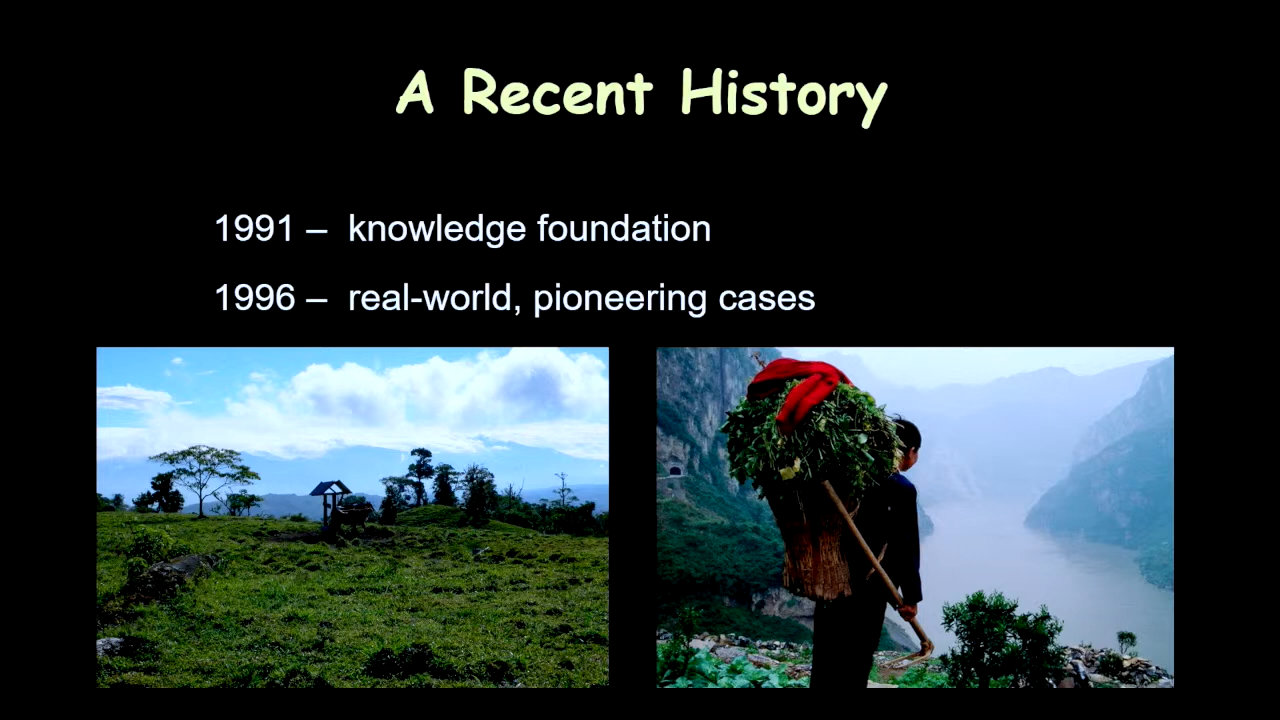 A Recent History
1991 – knowledge foundation
1996 – real-world, pioneering cases